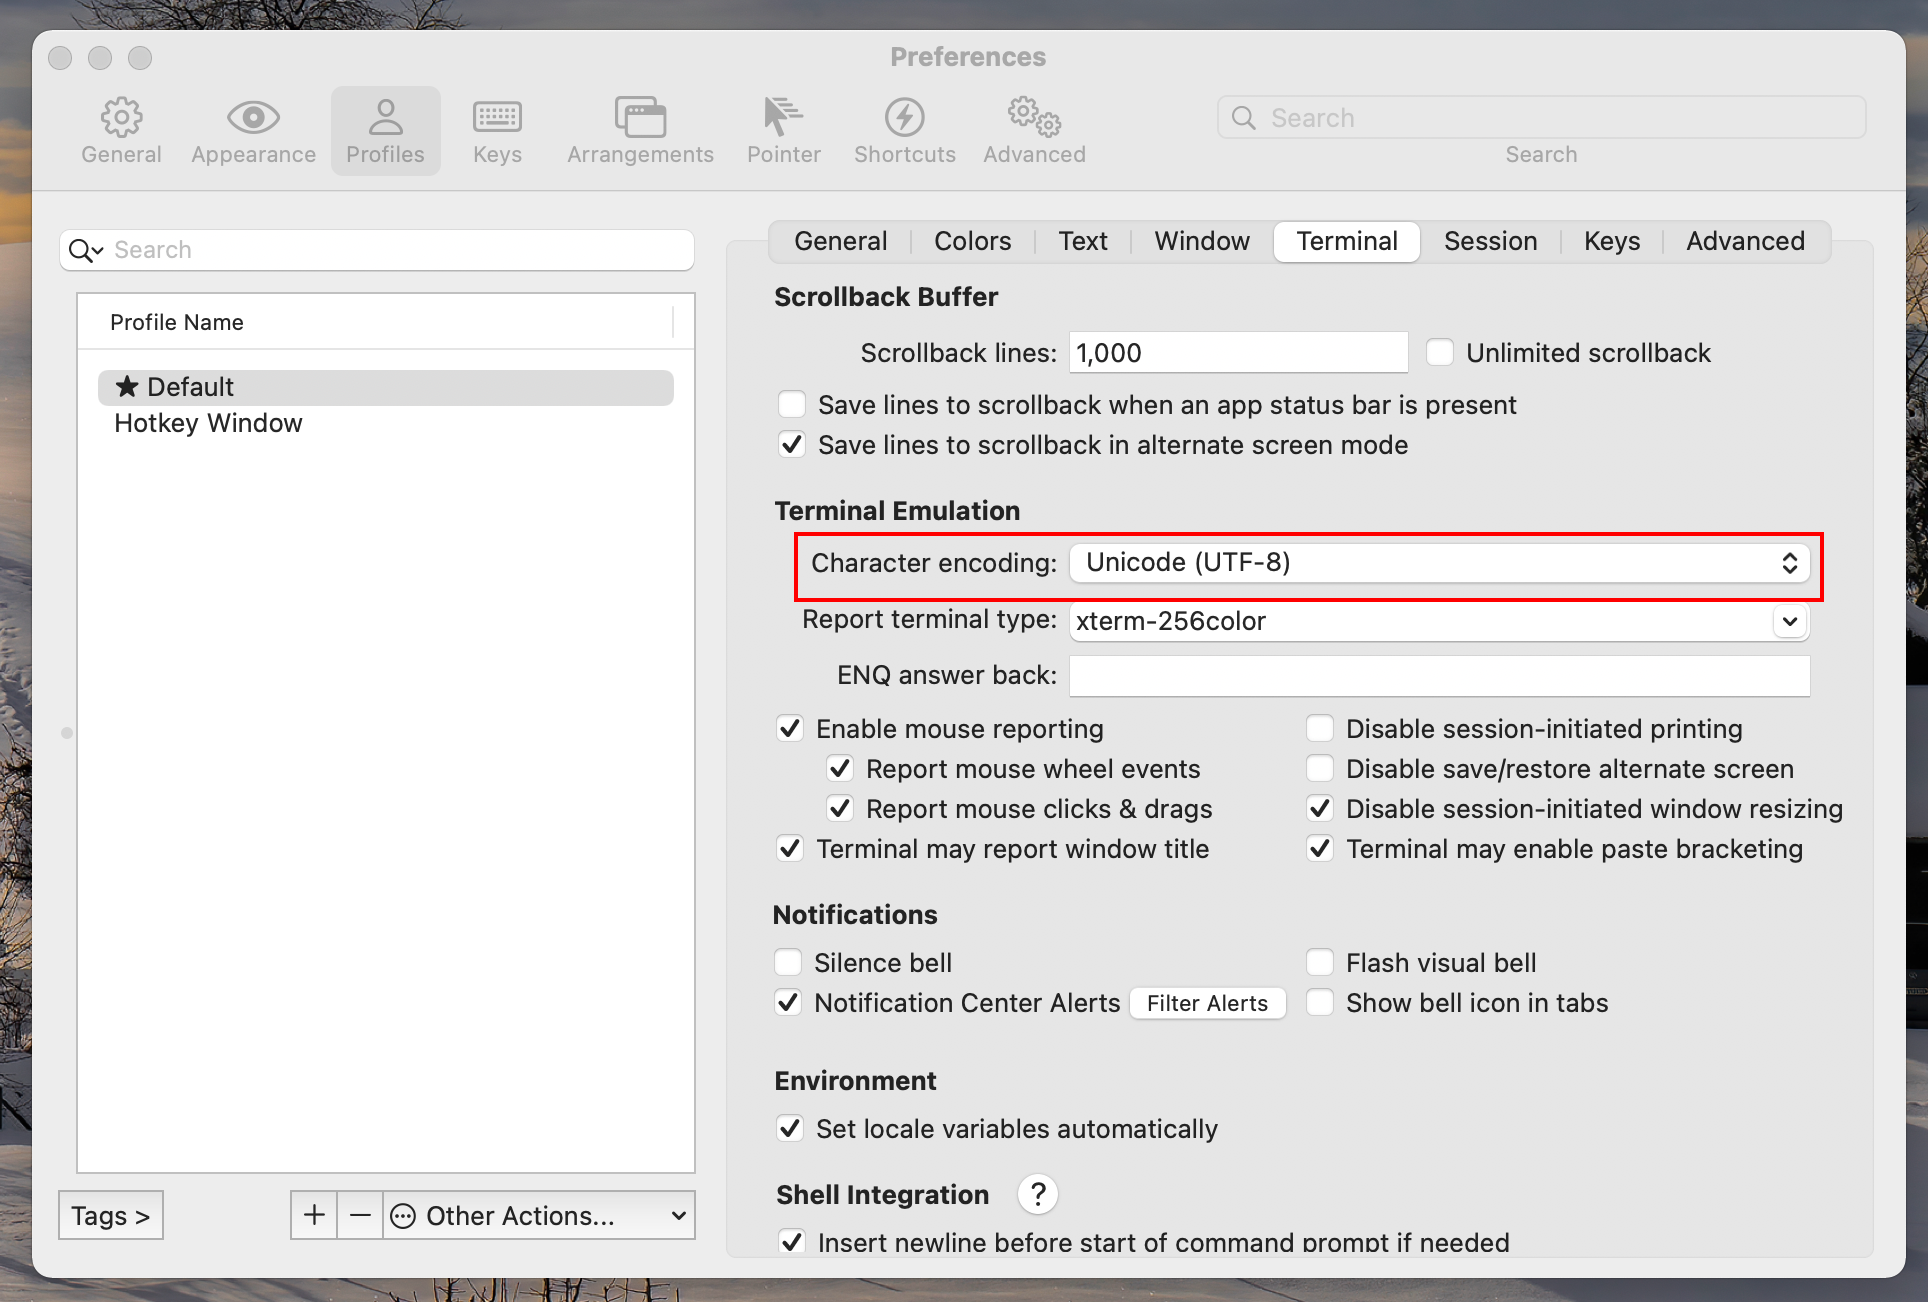 Preferences
General Appearance Profiles Keys Arrangements Pointer Shortcuts Advanced Search
Search
Search
Profile Name
★ Default
Hotkey Window
Tags >
+ − Other Actions...
General Colors Text Window Terminal Session Keys Advanced
Scrollback Buffer
Scrollback lines: 1,000 Unlimited scrollback
Save lines to scrollback when an app status bar is present
Save lines to scrollback in alternate screen mode
Terminal Emulation
Character encoding: Unicode (UTF-8)
Report terminal type: xterm-256color
ENQ answer back:
Enable mouse reporting Disable session-initiated printing
Report mouse wheel events Disable save/restore alternate screen
Report mouse clicks & drags Disable session-initiated window resizing
Terminal may report window title Terminal may enable paste bracketing
Notifications
Silence bell Flash visual bell
Notification Center Alerts Filter Alerts Show bell icon in tabs
Environment
Set locale variables automatically
Shell Integration ?
Insert newline before start of command prompt if needed